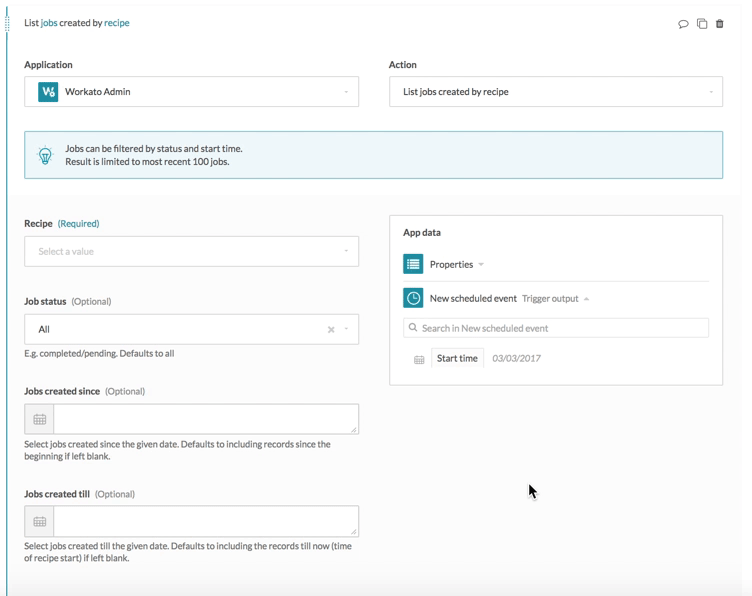 List jobs created by recipe
Application
Action
Workato Admin
List jobs created by recipe
Jobs can be filtered by status and start time.
Result is limited to most recent 100 jobs.
Recipe (Required)
Select a value
Job status (Optional)
All
E.g. completed/pending. Defaults to all
Jobs created since (Optional)
Select jobs created since the given date. Defaults to including records since the
beginning if left blank.
Jobs created till (Optional)
Select jobs created till the given date. Defaults to including the records till now (time
of recipe start) if left blank.
App data
Properties
New scheduled event Trigger output
Search in New scheduled event
Start time 03/03/2017